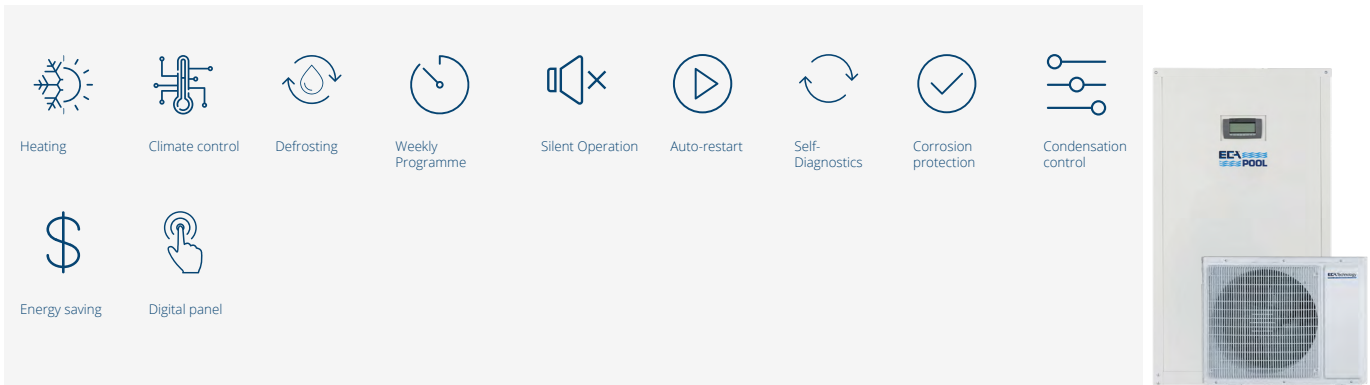 Heating
Climate control
Defrosting
Weekly
Programme
Silent Operation
Auto-restart
Self-
Diagnostics
Corrosion
protection
Condensation
control
Energy saving
Digital panel
POOL